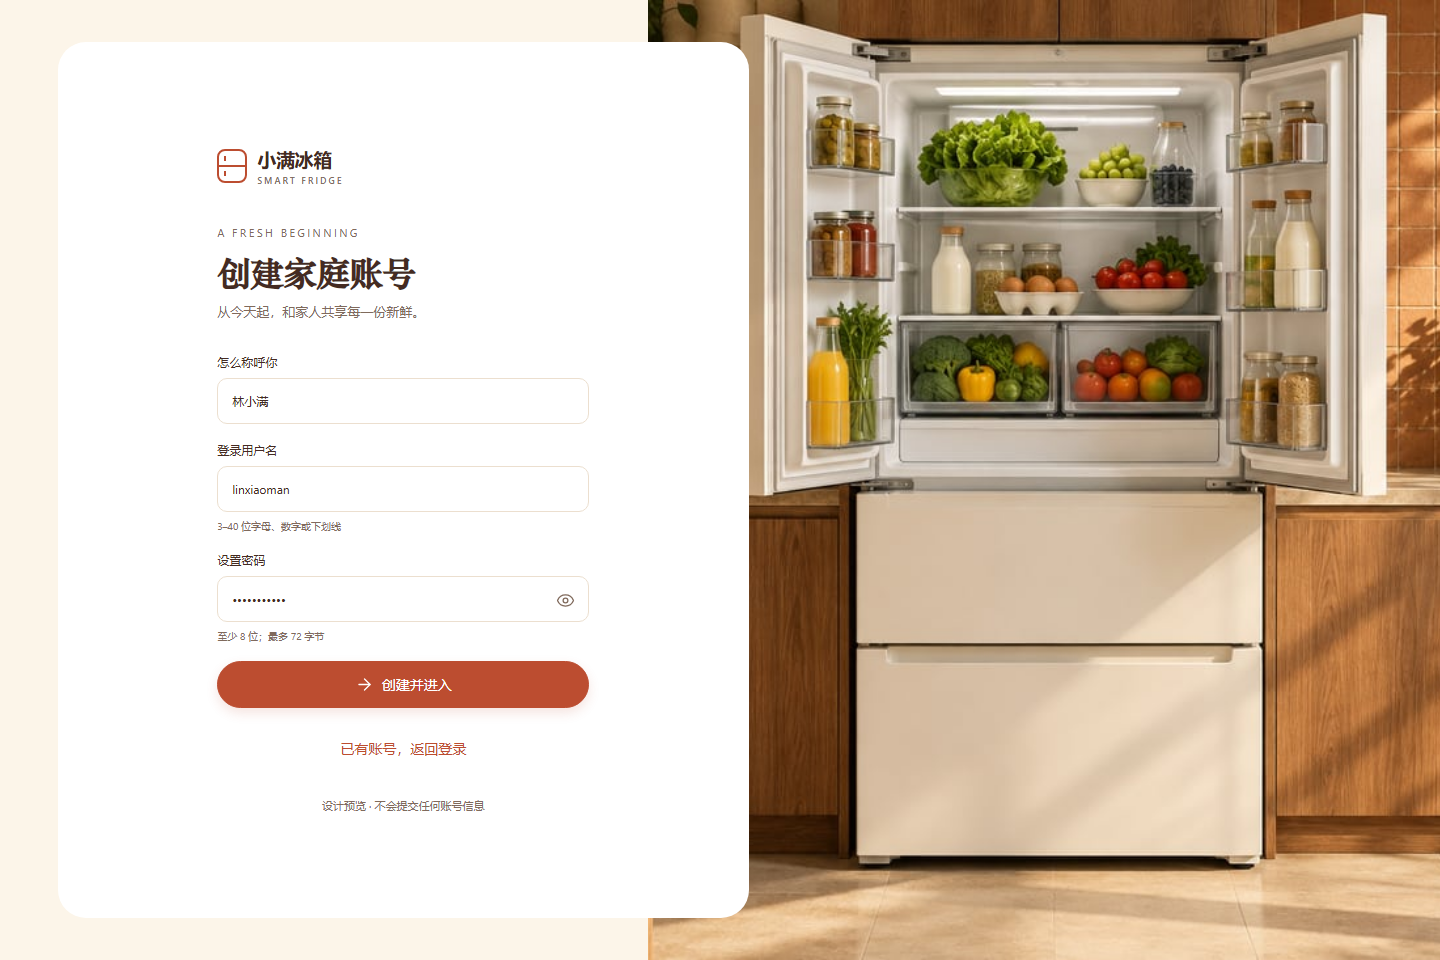 小满冰箱
SMART FRIDGE
A FRESH BEGINNING
创建家庭账号
从今天起，和家人共享每一份新鲜。
怎么称呼你
林小满
登录用户名
linxiaoman
3–40 位字母、数字或下划线
设置密码
•••••••••••
至少 8 位；最多 72 字节
创建并进入
已有账号，返回登录
设计预览 · 不会提交任何账号信息